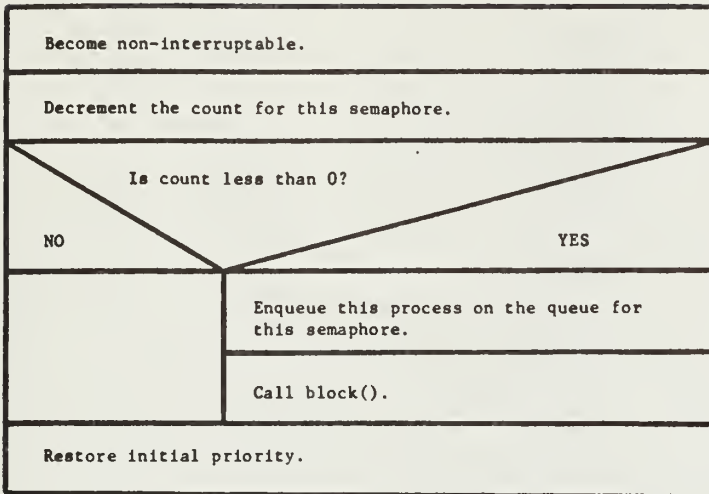 Become non-interruptable.
Decrement the count for this semaphore.
Is count less than 0?
NO
YES
Enqueue this process on the queue for
this semaphore.
Call block().
Restore initial priority.